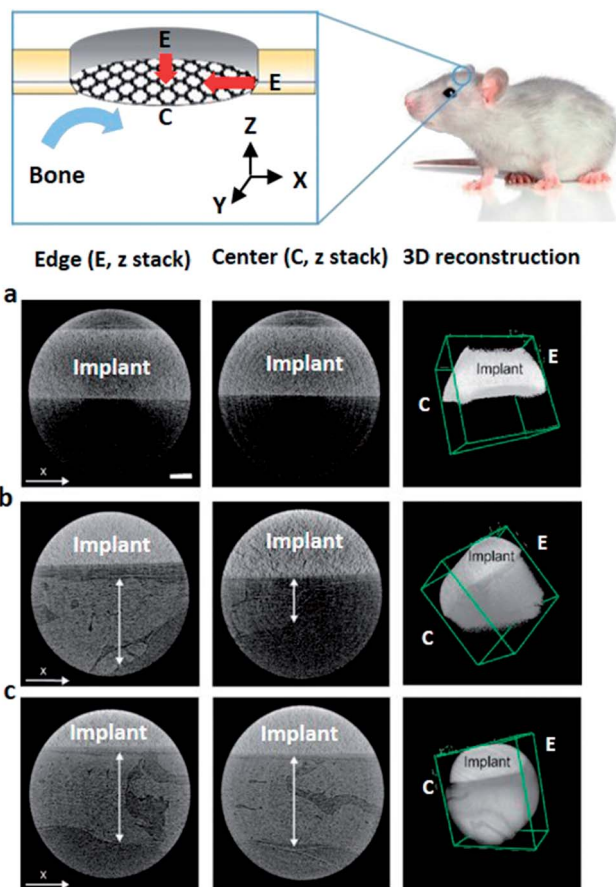 E
E
C
Z
Bone
X
Y
Edge (E, z stack) Center (C, z stack) 3D reconstruction
a
Implant Implant Implant
E
C
x
b
Implant Implant Implant
E
C
x
c
Implant Implant Implant
E
C
x